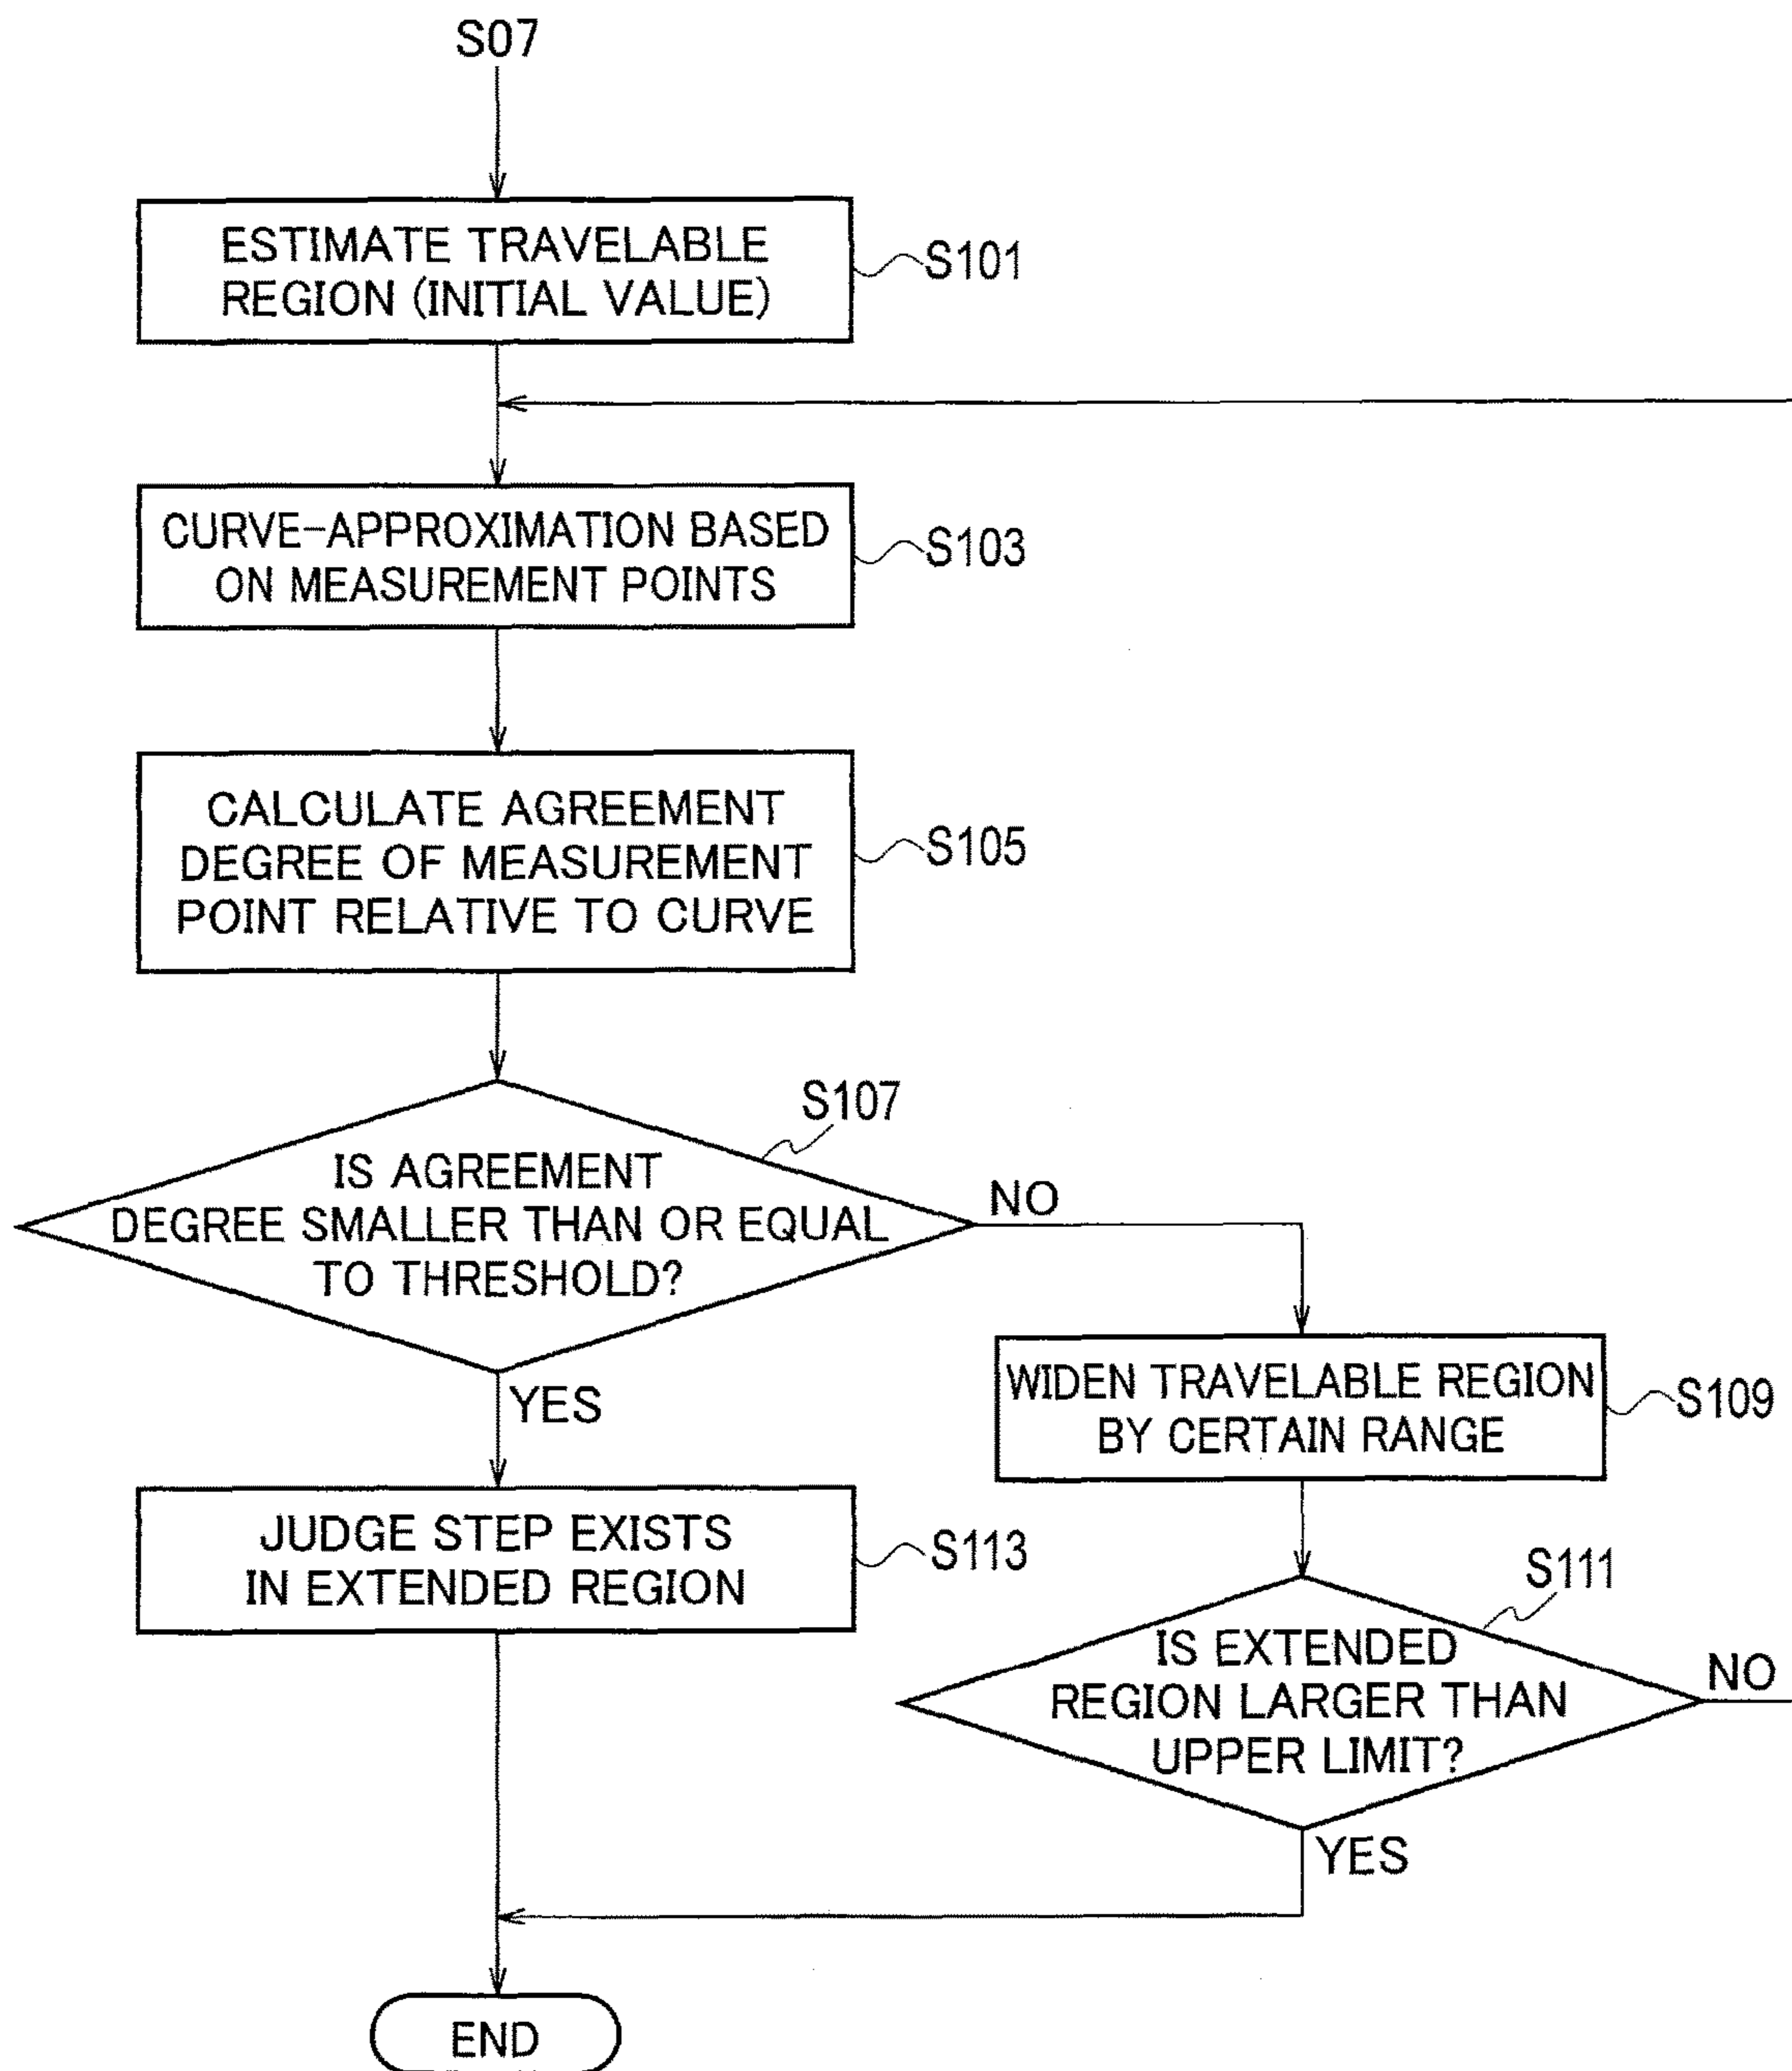 S07
ESTIMATE TRAVELABLE
REGION (INITIAL VALUE)
S101
CURVE-APPROXIMATION BASED
ON MEASUREMENT POINTS
S103
CALCULATE AGREEMENT
DEGREE OF MEASUREMENT
POINT RELATIVE TO CURVE
S105
S107
IS AGREEMENT
DEGREE SMALLER THAN OR EQUAL
TO THRESHOLD?
NO
YES
WIDEN TRAVELABLE REGION
BY CERTAIN RANGE
S109
JUDGE STEP EXISTS
IN EXTENDED REGION
S113
S111
IS EXTENDED
REGION LARGER THAN
UPPER LIMIT?
NO
YES
END